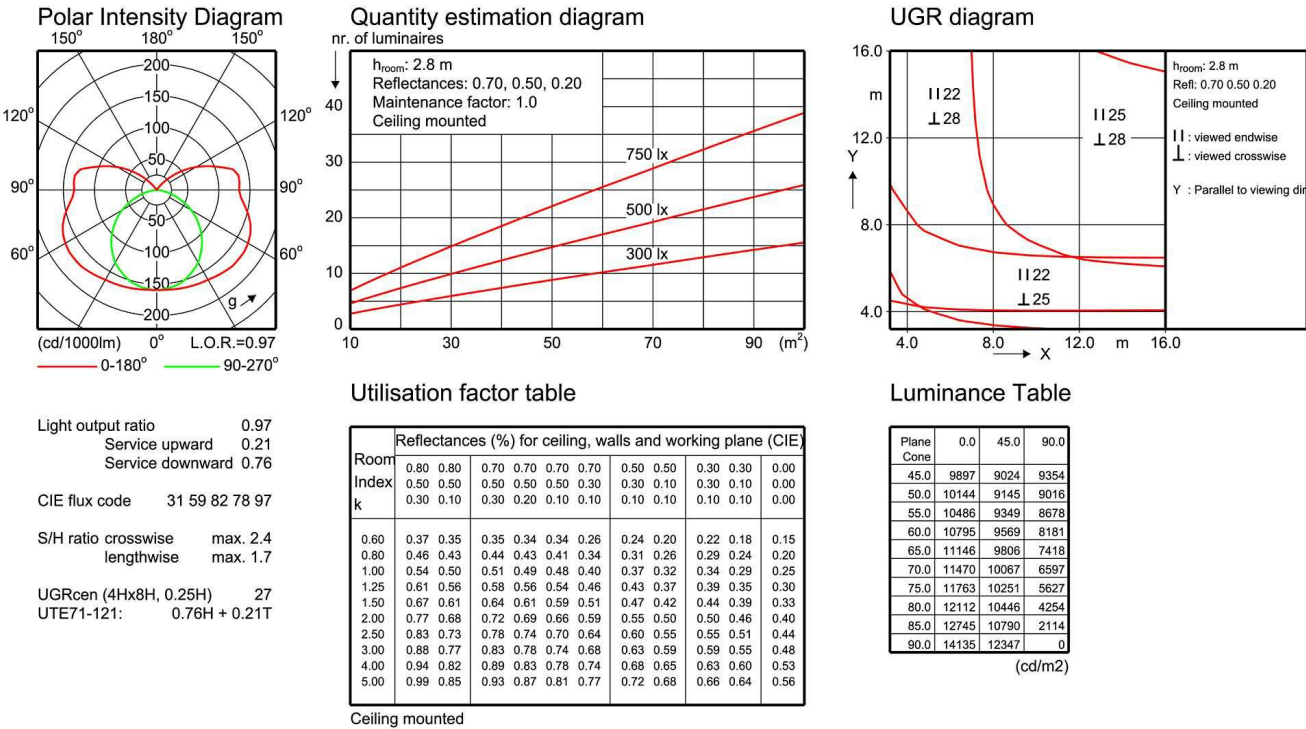 Polar Intensity Diagram
150° 180° 150°
200
150
100
50
120° 120°
90° 90°
50
100
60° 60°
150
200
g
(cd/1000lm) 0° L.O.R.=0.97
0-180° 90-270°
Light output ratio 0.97
Service upward 0.21
Service downward 0.76
CIE flux code 31 59 82 78 97
S/H ratio crosswise max. 2.4
lengthwise max. 1.7
UGRcen (4Hx8H, 0.25H) 27
UTE71-121: 0.76H + 0.21T
Quantity estimation diagram
nr. of luminaires
hroom: 2.8 m
Reflectances: 0.70, 0.50, 0.20
Maintenance factor: 1.0
Ceiling mounted
40
30
20
10
0
750 lx
500 lx
300 lx
10 30 50 70 90 (m²)
Utilisation factor table
Reflectances (%) for ceiling, walls and working plane (CIE)
Room
Index
k
0.80 0.80 0.70 0.70 0.70 0.70 0.50 0.50 0.30 0.30 0.00
0.50 0.50 0.50 0.50 0.50 0.30 0.30 0.10 0.30 0.10 0.00
0.30 0.10 0.30 0.20 0.10 0.10 0.10 0.10 0.10 0.10 0.00
0.60 0.37 0.35 0.35 0.34 0.34 0.26 0.24 0.20 0.22 0.18 0.15
0.80 0.46 0.43 0.44 0.43 0.41 0.34 0.31 0.26 0.29 0.24 0.20
1.00 0.54 0.50 0.51 0.49 0.48 0.40 0.37 0.32 0.34 0.29 0.25
1.25 0.61 0.56 0.58 0.56 0.54 0.46 0.43 0.37 0.39 0.35 0.30
1.50 0.67 0.61 0.64 0.61 0.59 0.51 0.47 0.42 0.44 0.39 0.33
2.00 0.77 0.68 0.72 0.69 0.66 0.59 0.55 0.50 0.50 0.46 0.40
2.50 0.83 0.73 0.78 0.74 0.70 0.64 0.60 0.55 0.55 0.51 0.44
3.00 0.88 0.77 0.83 0.78 0.74 0.68 0.63 0.59 0.59 0.55 0.48
4.00 0.94 0.82 0.89 0.83 0.78 0.74 0.68 0.65 0.63 0.60 0.53
5.00 0.99 0.85 0.93 0.87 0.81 0.77 0.72 0.68 0.66 0.64 0.56
Ceiling mounted
UGR diagram
16.0
m
12.0
Y
8.0
4.0
II 22
⊥ 28
II 25
⊥ 28
II 22
⊥ 25
4.0 8.0 12.0 m 16.0
X
hroom: 2.8 m
Refl: 0.70 0.50 0.20
Ceiling mounted
II : viewed endwise
⊥ : viewed crosswise
Y : Parallel to viewing dir
Luminance Table
Plane 0.0 45.0 90.0
Cone
45.0 9897 9024 9354
50.0 10144 9145 9016
55.0 10486 9349 8678
60.0 10795 9569 8181
65.0 11146 9806 7418
70.0 11470 10067 6597
75.0 11763 10251 5627
80.0 12112 10446 4254
85.0 12745 10790 2114
90.0 14135 12347 0
(cd/m2)